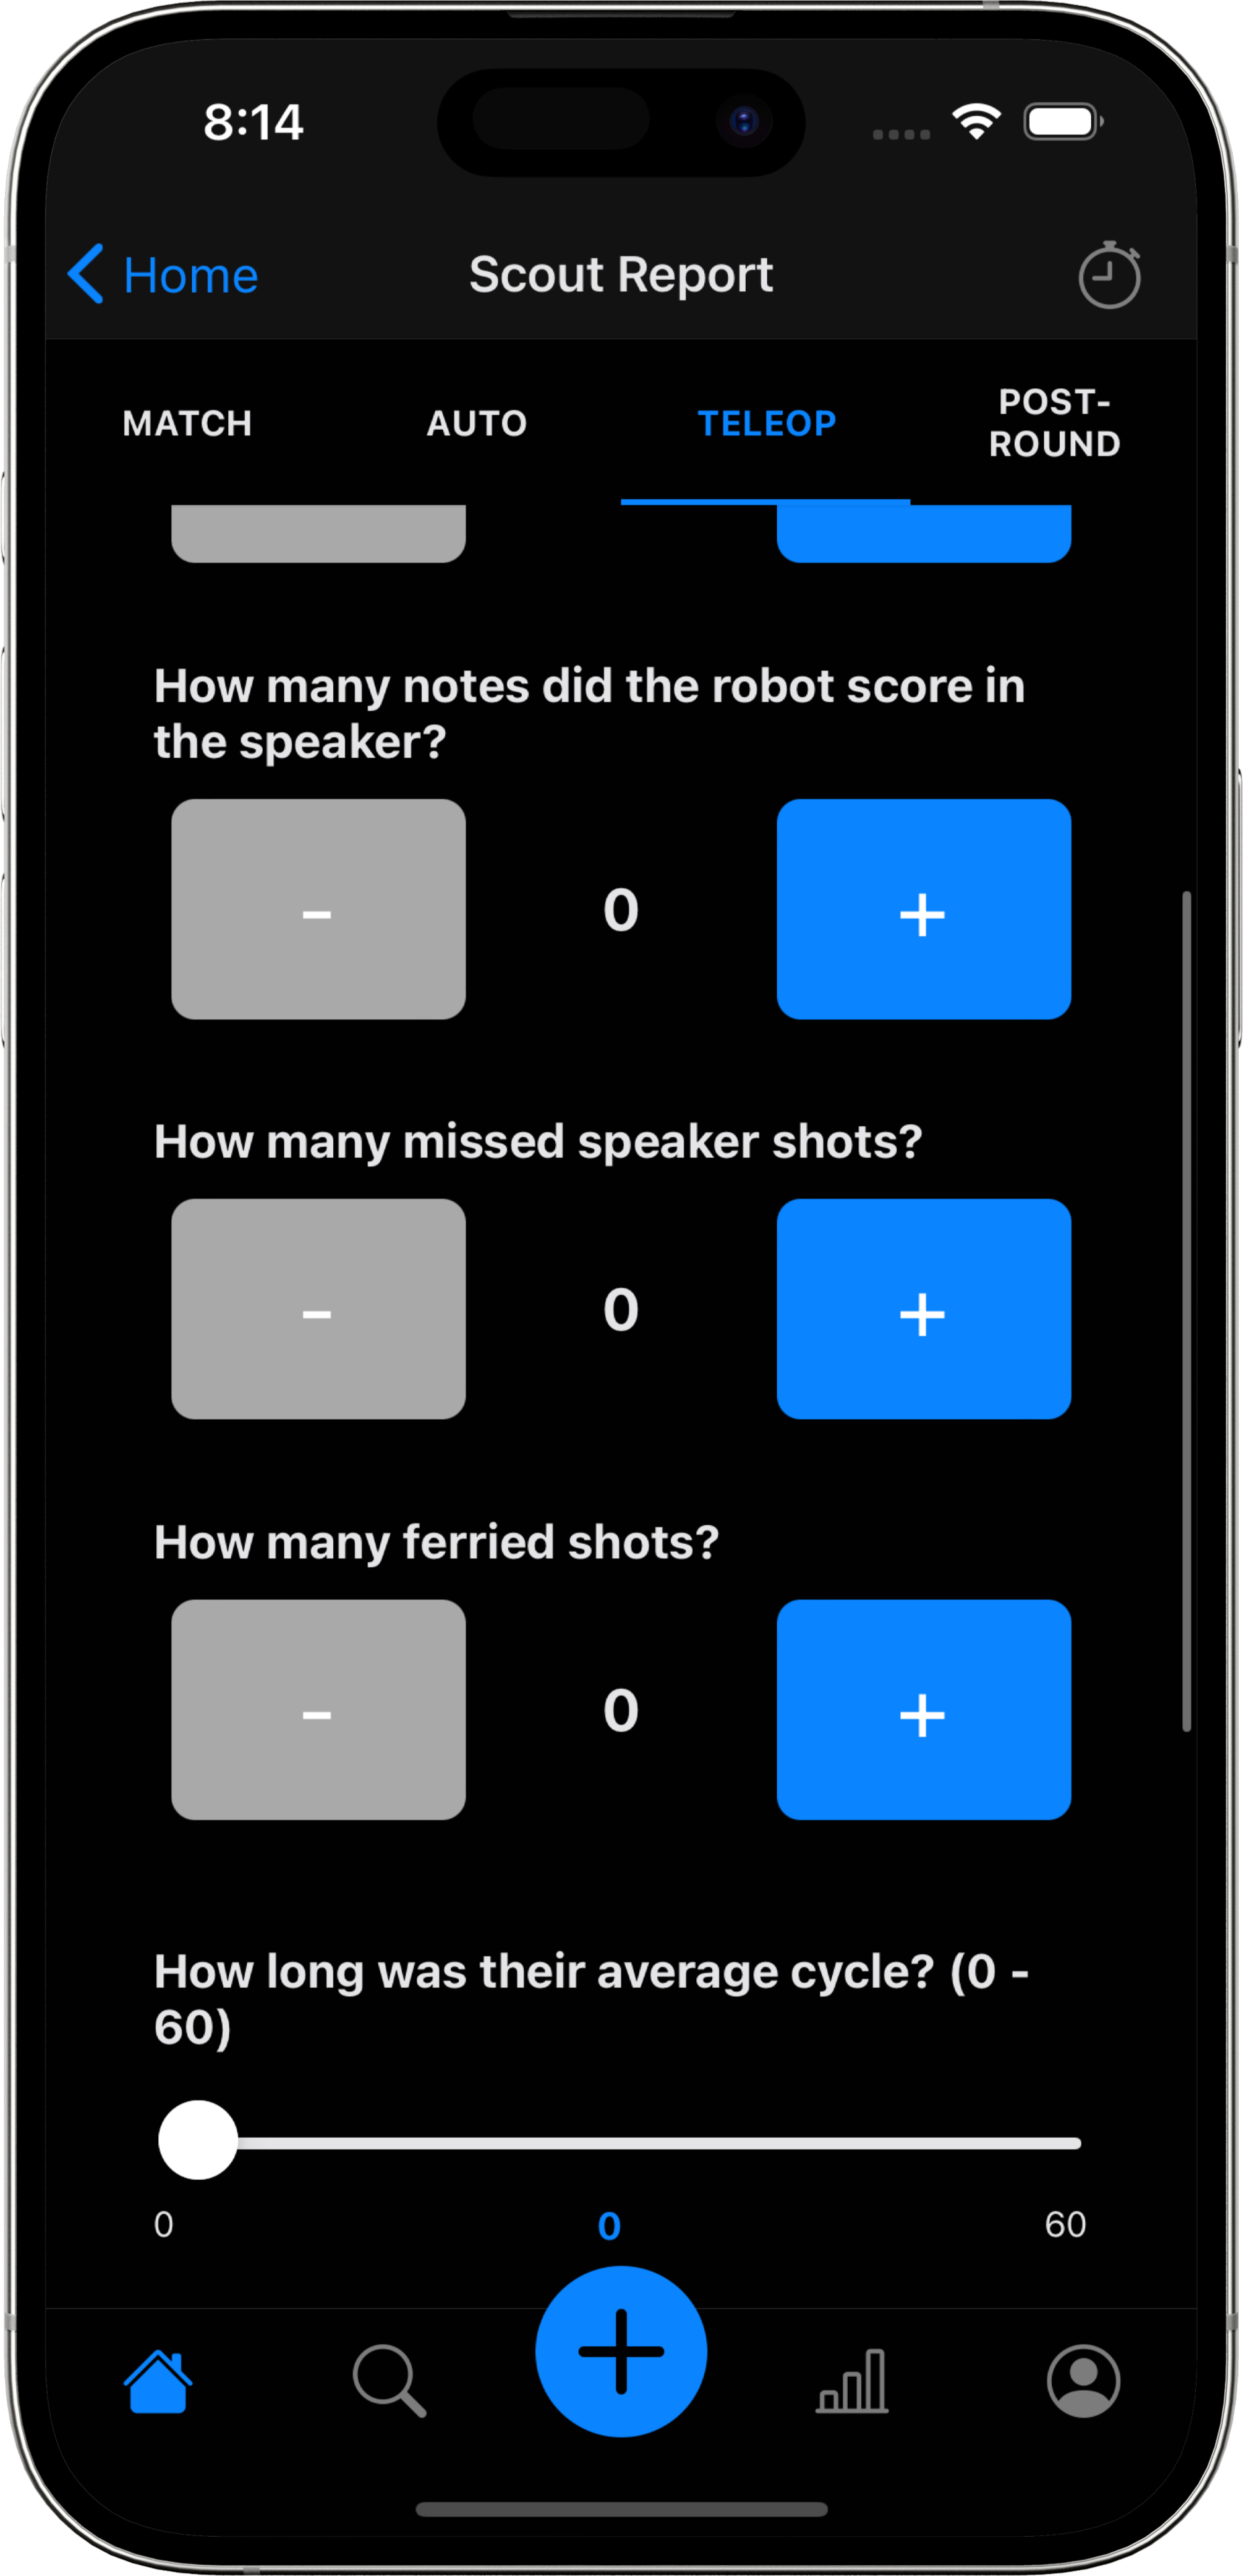 8:14
Home
Scout Report
MATCH
AUTO
TELEOP
POST-
ROUND
How many notes did the robot score in
the speaker?
-
0
+
How many missed speaker shots?
-
0
+
How many ferried shots?
-
0
+
How long was their average cycle? (0 -
60)
0
0
60